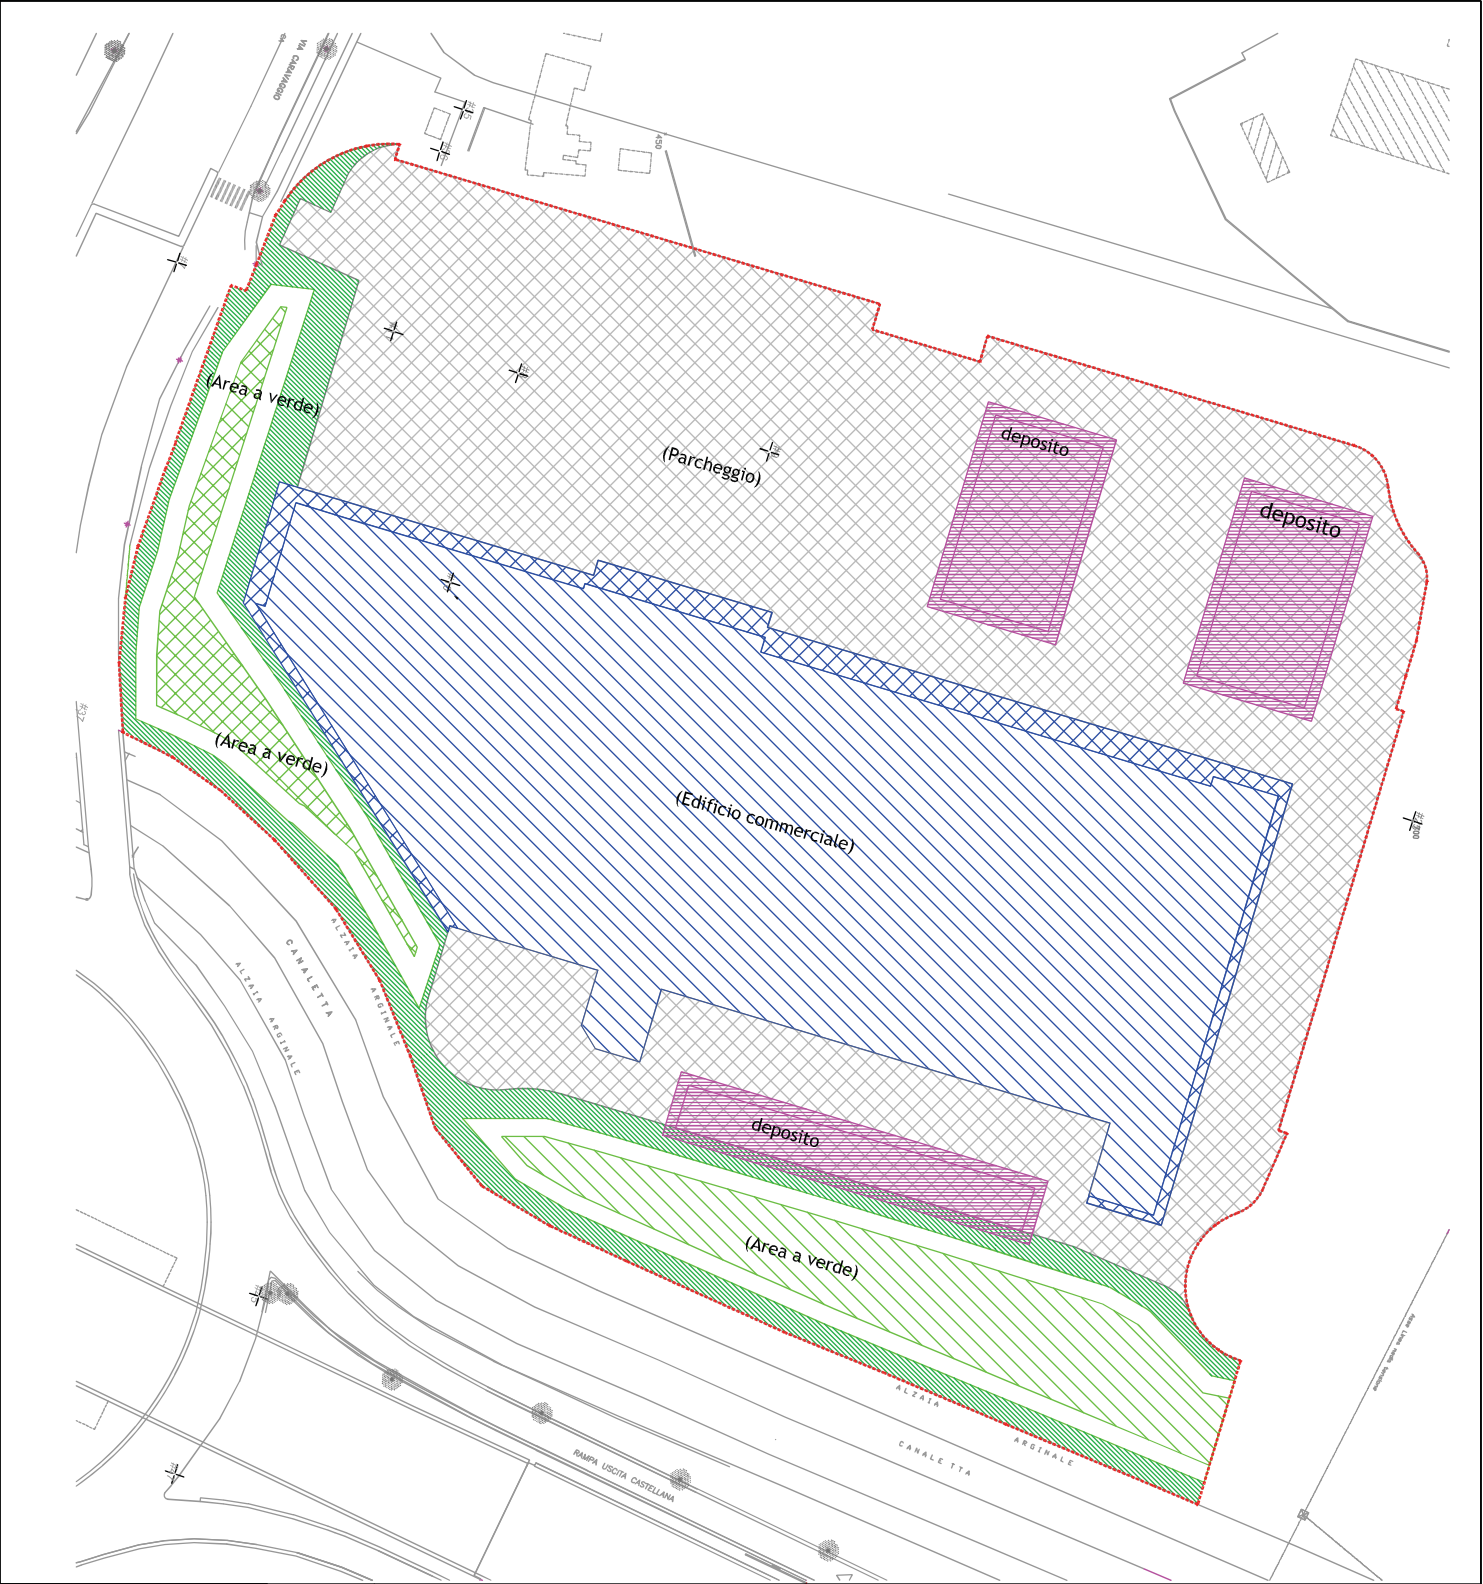 VIA CARAVAGGIO
450
(Area a verde)
(Parcheggio)
deposito
deposito
#37
(Area a verde)
(Edificio commerciale)
ALZAIA
ARGINALE
CANALETTA
ALZAIA
ARGINALE
deposito
(Area a verde)
ALZAIA
ARGINALE
CANALETTA
RAMPA USCITA CASTELLANA